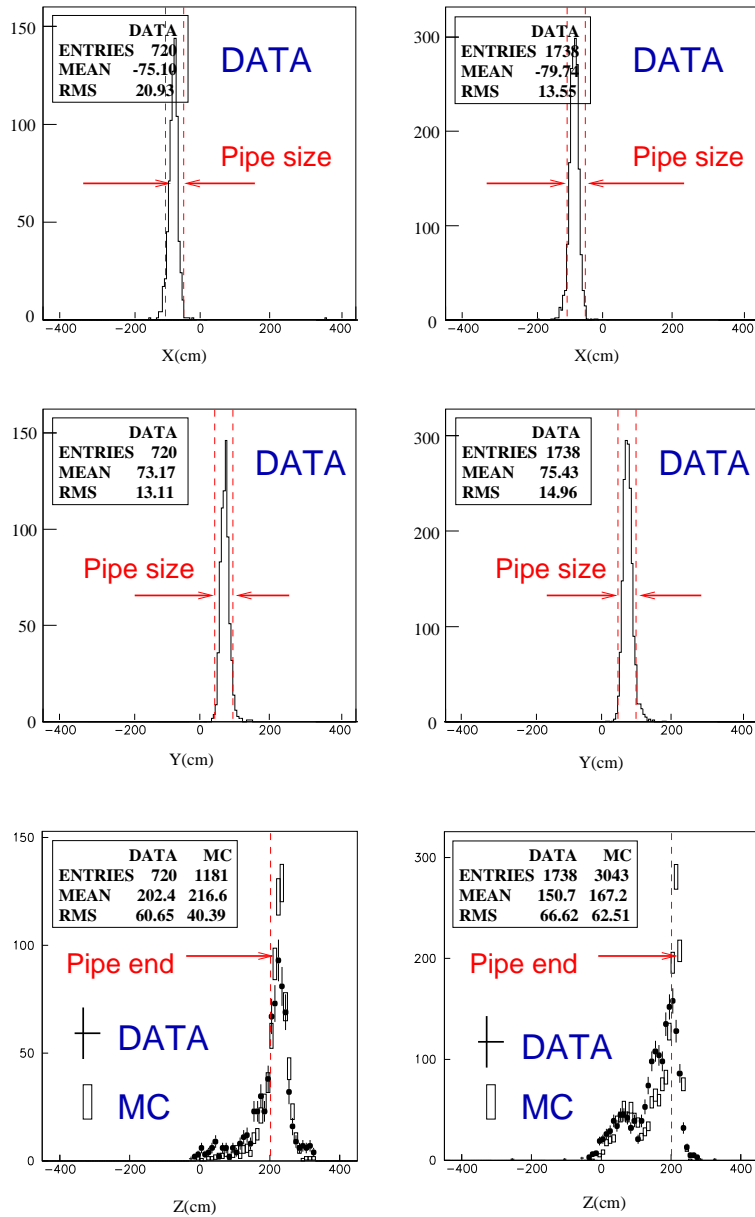 DATA
ENTRIES 720
MEAN -75.10
RMS 20.93
DATA
Pipe size
150
100
50
0
-400 -200 0 200 400
X(cm)
DATA
ENTRIES 1738
MEAN -79.74
RMS 13.55
DATA
Pipe size
300
200
100
0
-400 -200 0 200 400
X(cm)
DATA
ENTRIES 720
MEAN 73.17
RMS 13.11
DATA
Pipe size
150
100
50
0
-400 -200 0 200 400
Y(cm)
DATA
ENTRIES 1738
MEAN 75.43
RMS 14.96
DATA
Pipe size
300
200
100
0
-400 -200 0 200 400
Y(cm)
DATA MC
ENTRIES 720 1181
MEAN 202.4 216.6
RMS 60.65 40.39
Pipe end
DATA
MC
150
100
50
0
-400 -200 0 200 400
Z(cm)
DATA MC
ENTRIES 1738 3043
MEAN 150.7 167.2
RMS 66.62 62.51
Pipe end
DATA
MC
300
200
100
0
-400 -200 0 200 400
Z(cm)